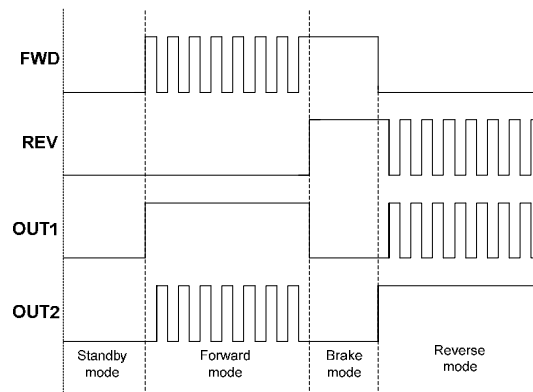 FWD
REV
OUT1
OUT2
Standby
mode
Forward
mode
Brake
mode
Reverse
mode